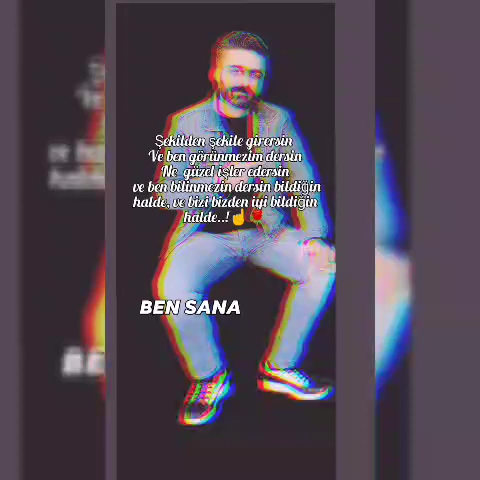 Şekilden şekile girersin
Ve ben görünmezim dersin
Ne güzel işler edersin
ve ben bilinmezin dersin bildiğin
halde, ve bizi bizden iyi bildiğin
halde..!☝️🌹
BEN SANA